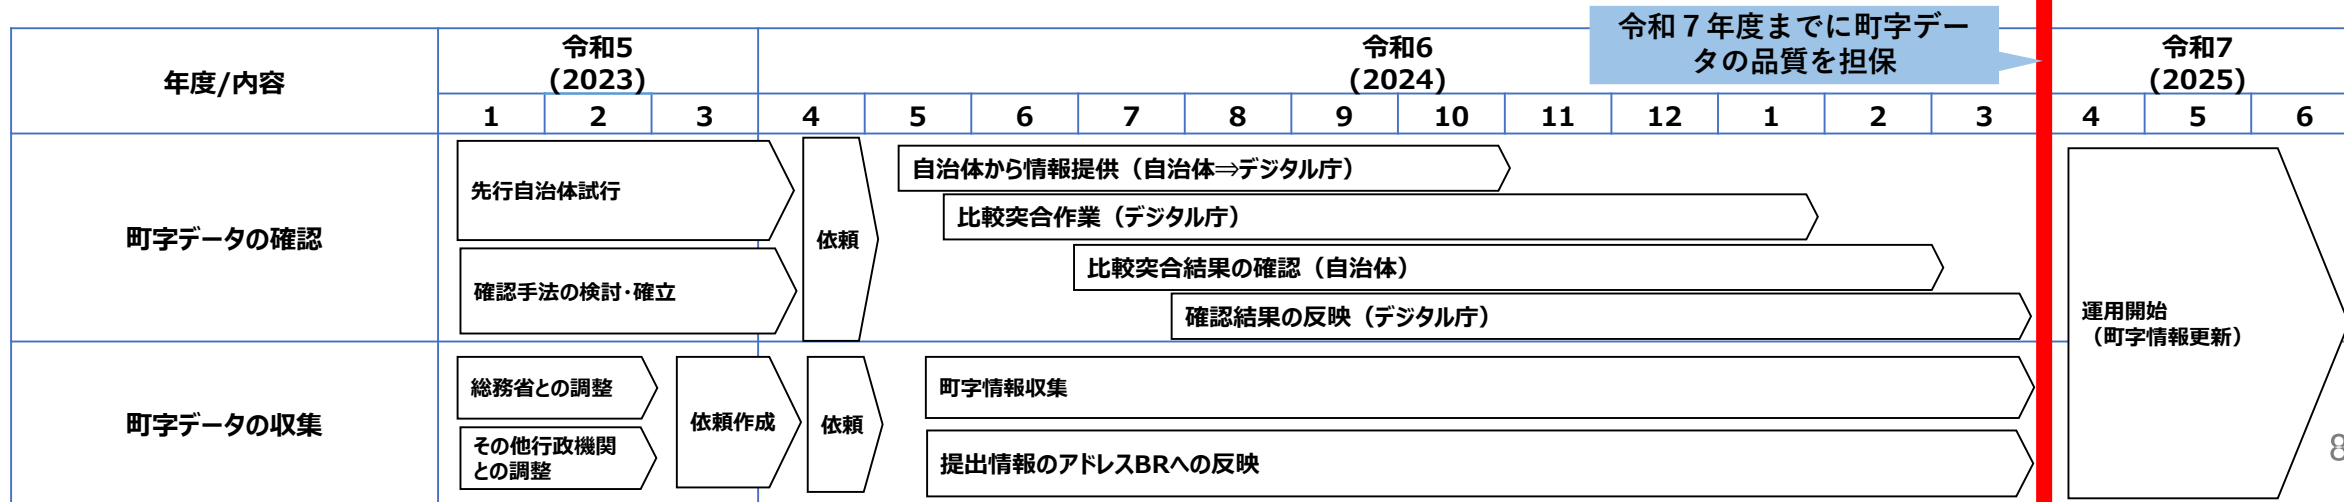 令和７年度までに町字デー
タの品質を担保
年度/内容
令和5
(2023)
令和6
(2024)
令和7
(2025)
1 2 3 4 5 6 7 8 9 10 11 12 1 2 3 4 5 6
町字データの確認
先行自治体試行
確認手法の検討・確立
依頼
自治体から情報提供（自治体⇒デジタル庁）
比較突合作業（デジタル庁）
比較突合結果の確認（自治体）
確認結果の反映（デジタル庁）
運用開始
（町字情報更新）
町字データの収集
総務省との調整
その他行政機関
との調整
依頼作成
依頼
町字情報収集
提出情報のアドレスBRへの反映
8